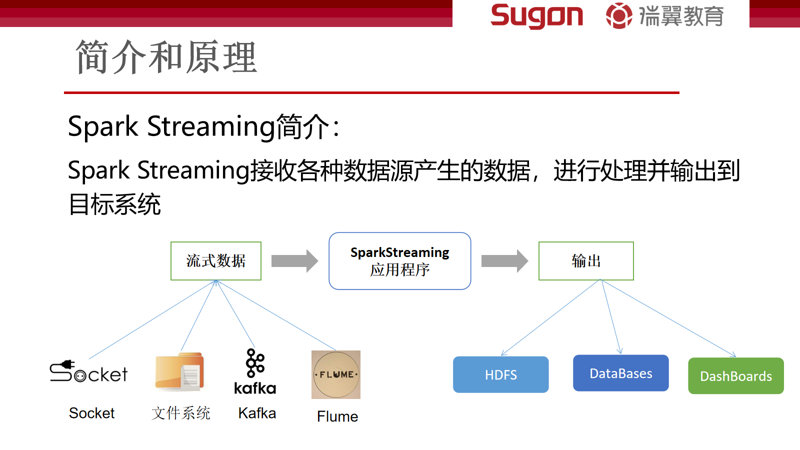 Sugon 瑞翼教育
简介和原理
Spark Streaming简介：
Spark Streaming接收各种数据源产生的数据，进行处理并输出到
目标系统
流式数据
SparkStreaming
应用程序
输出
Socket
kafka
FLUME
HDFS
DataBases
DashBoards
Socket
文件系统
Kafka
Flume